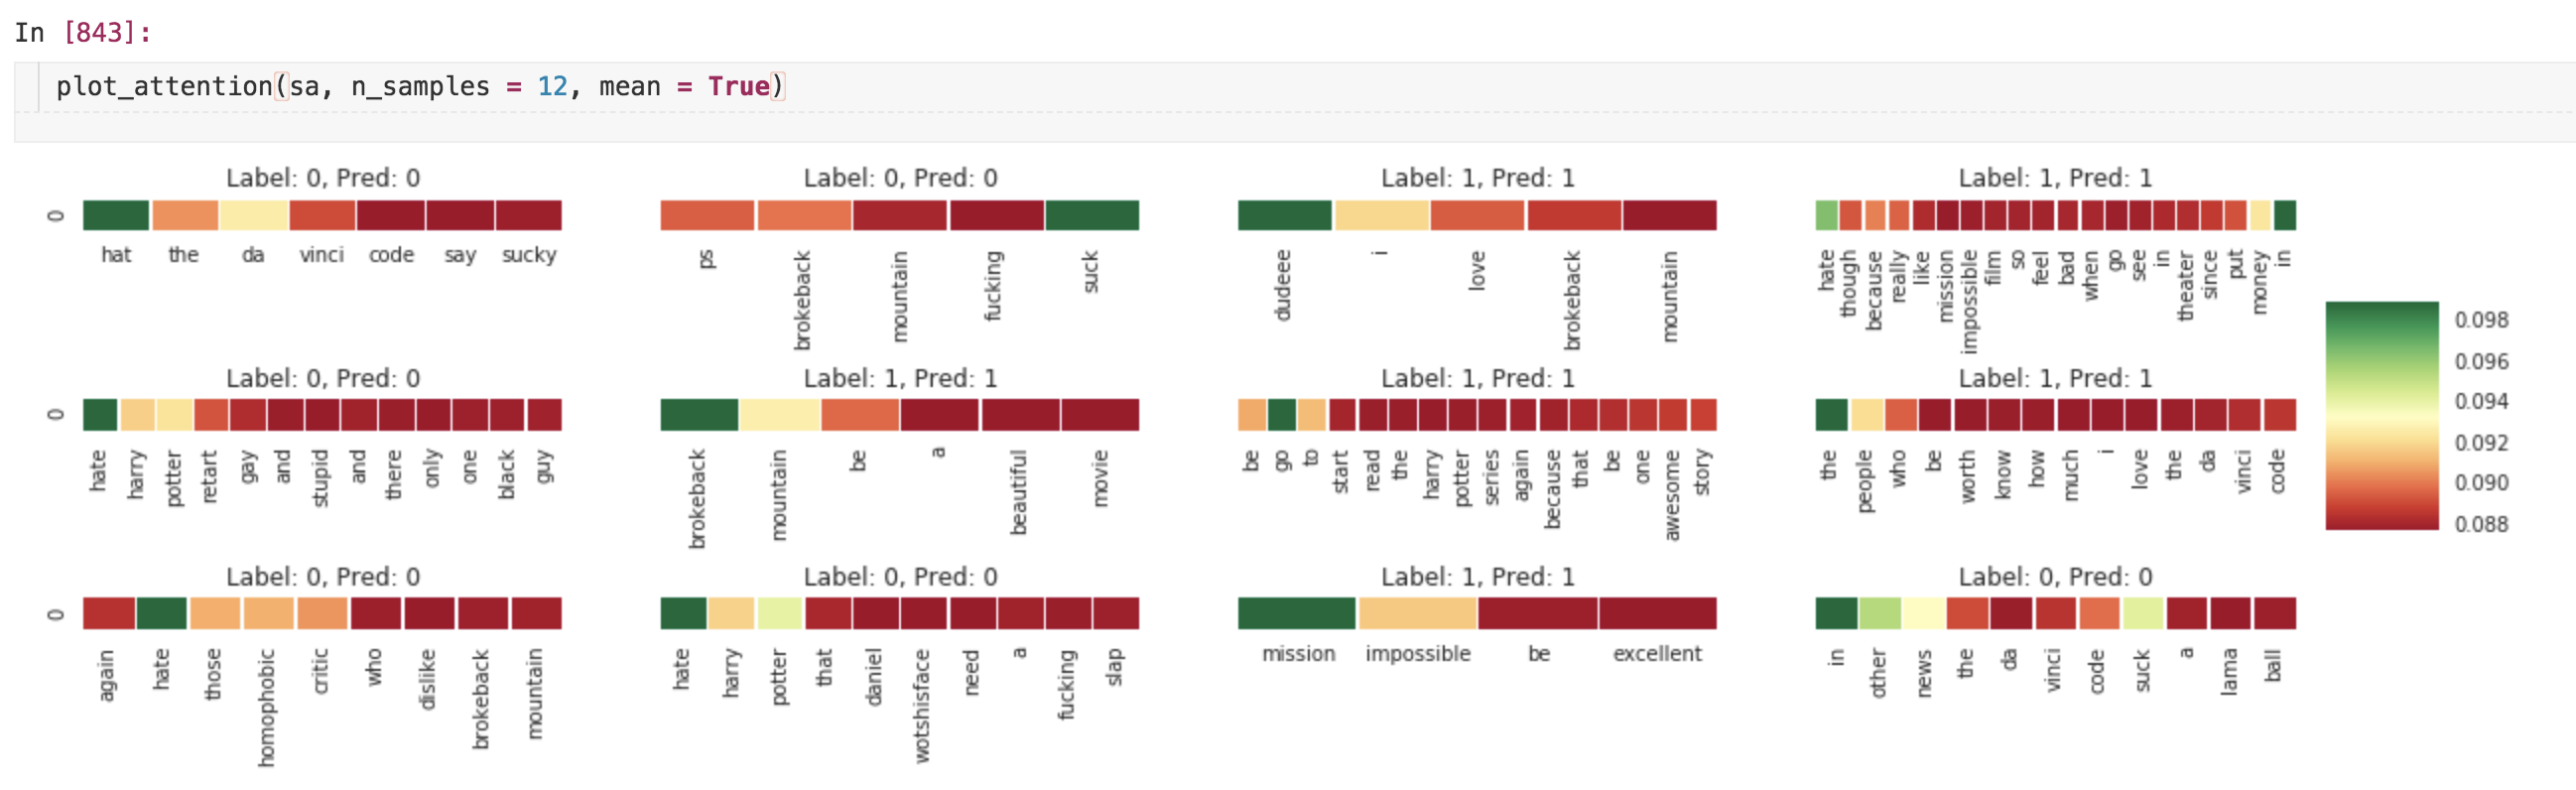 In [843]:
plot_attention(sa, n_samples = 12, mean = True)
Label: 0, Pred: 0
0
hat the da vinci code say sucky
Label: 0, Pred: 0
ps brokeback mountain fucking suck
Label: 1, Pred: 1
dudeee i love brokeback mountain
Label: 1, Pred: 1
hate though because really like mission impossible film so feel bad when go see in theater since put money in
Label: 0, Pred: 0
0
hate harry potter retart gay and stupid and there only one black guy
Label: 1, Pred: 1
brokeback mountain be a beautiful movie
Label: 1, Pred: 1
be go to start read the harry potter series again because that be one awesome story
Label: 1, Pred: 1
the people who be worth know how much i love the da vinci code
Label: 0, Pred: 0
0
again hate those homophobic critic who dislike brokeback mountain
Label: 0, Pred: 0
hate harry potter that daniel wotshisface need a fucking slap
Label: 1, Pred: 1
mission impossible be excellent
Label: 0, Pred: 0
in other news the da vinci code suck a lama ball
0.098
0.096
0.094
0.092
0.090
0.088